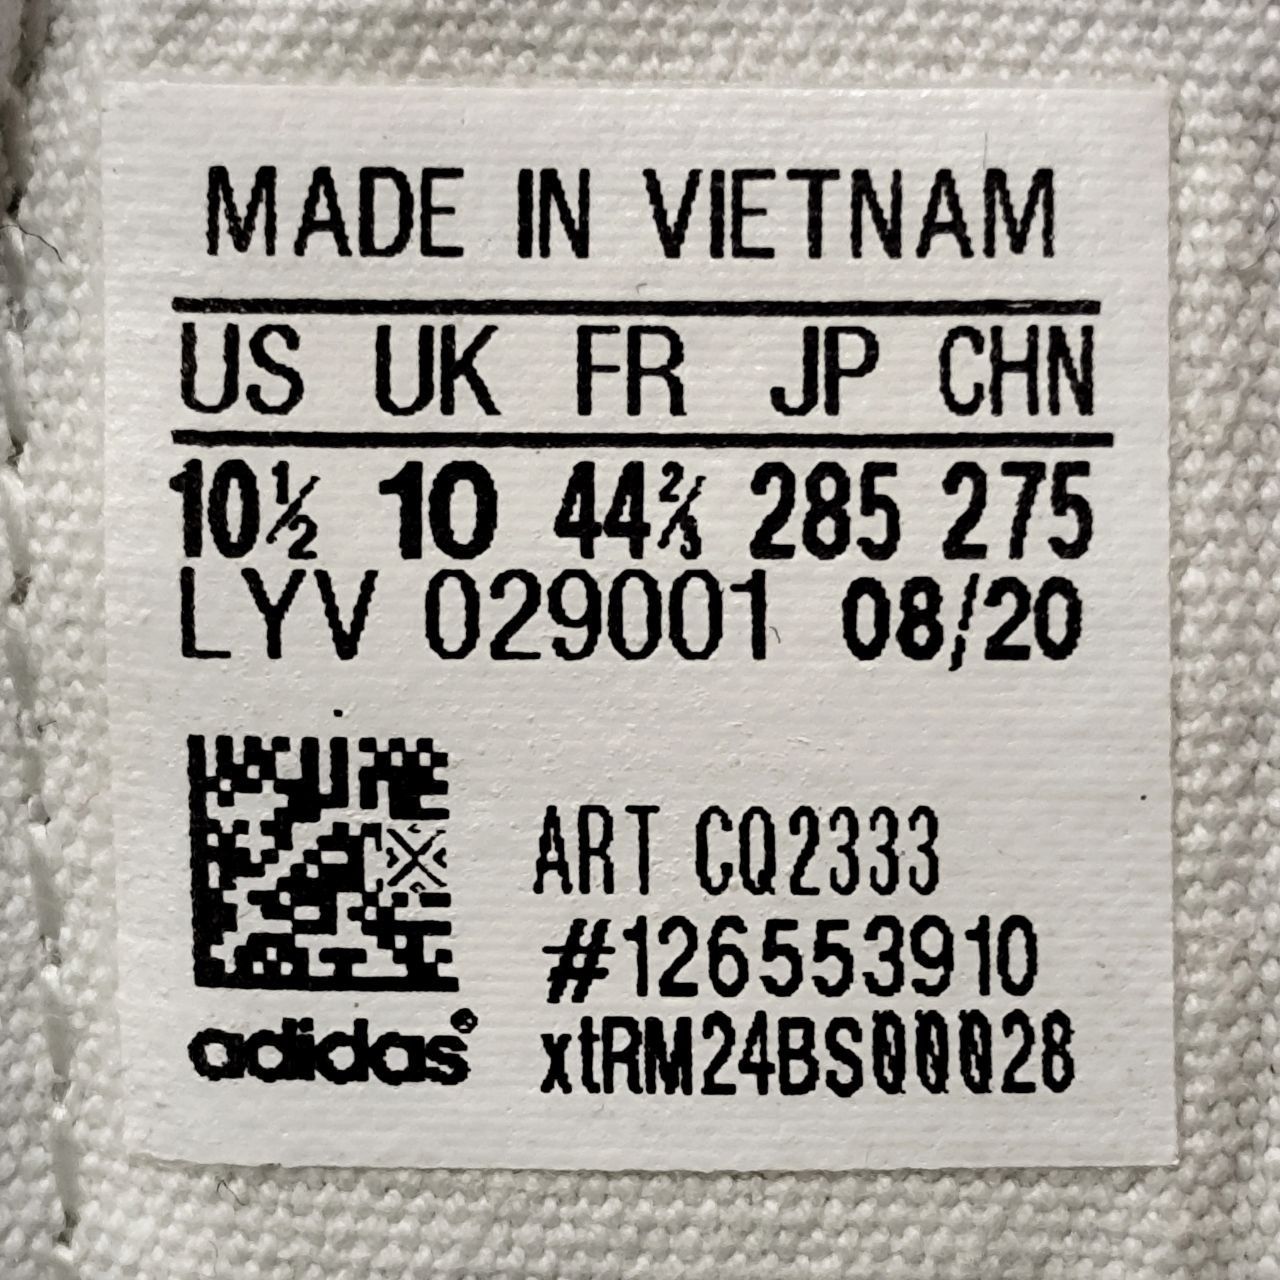 MADE IN VIETNAM
US UK FR JP CHN
10½ 10 44⅔ 285 275
LYV 029001 08/20
ART CQ2333
#126553910
adidas®
xtRM24BS00028